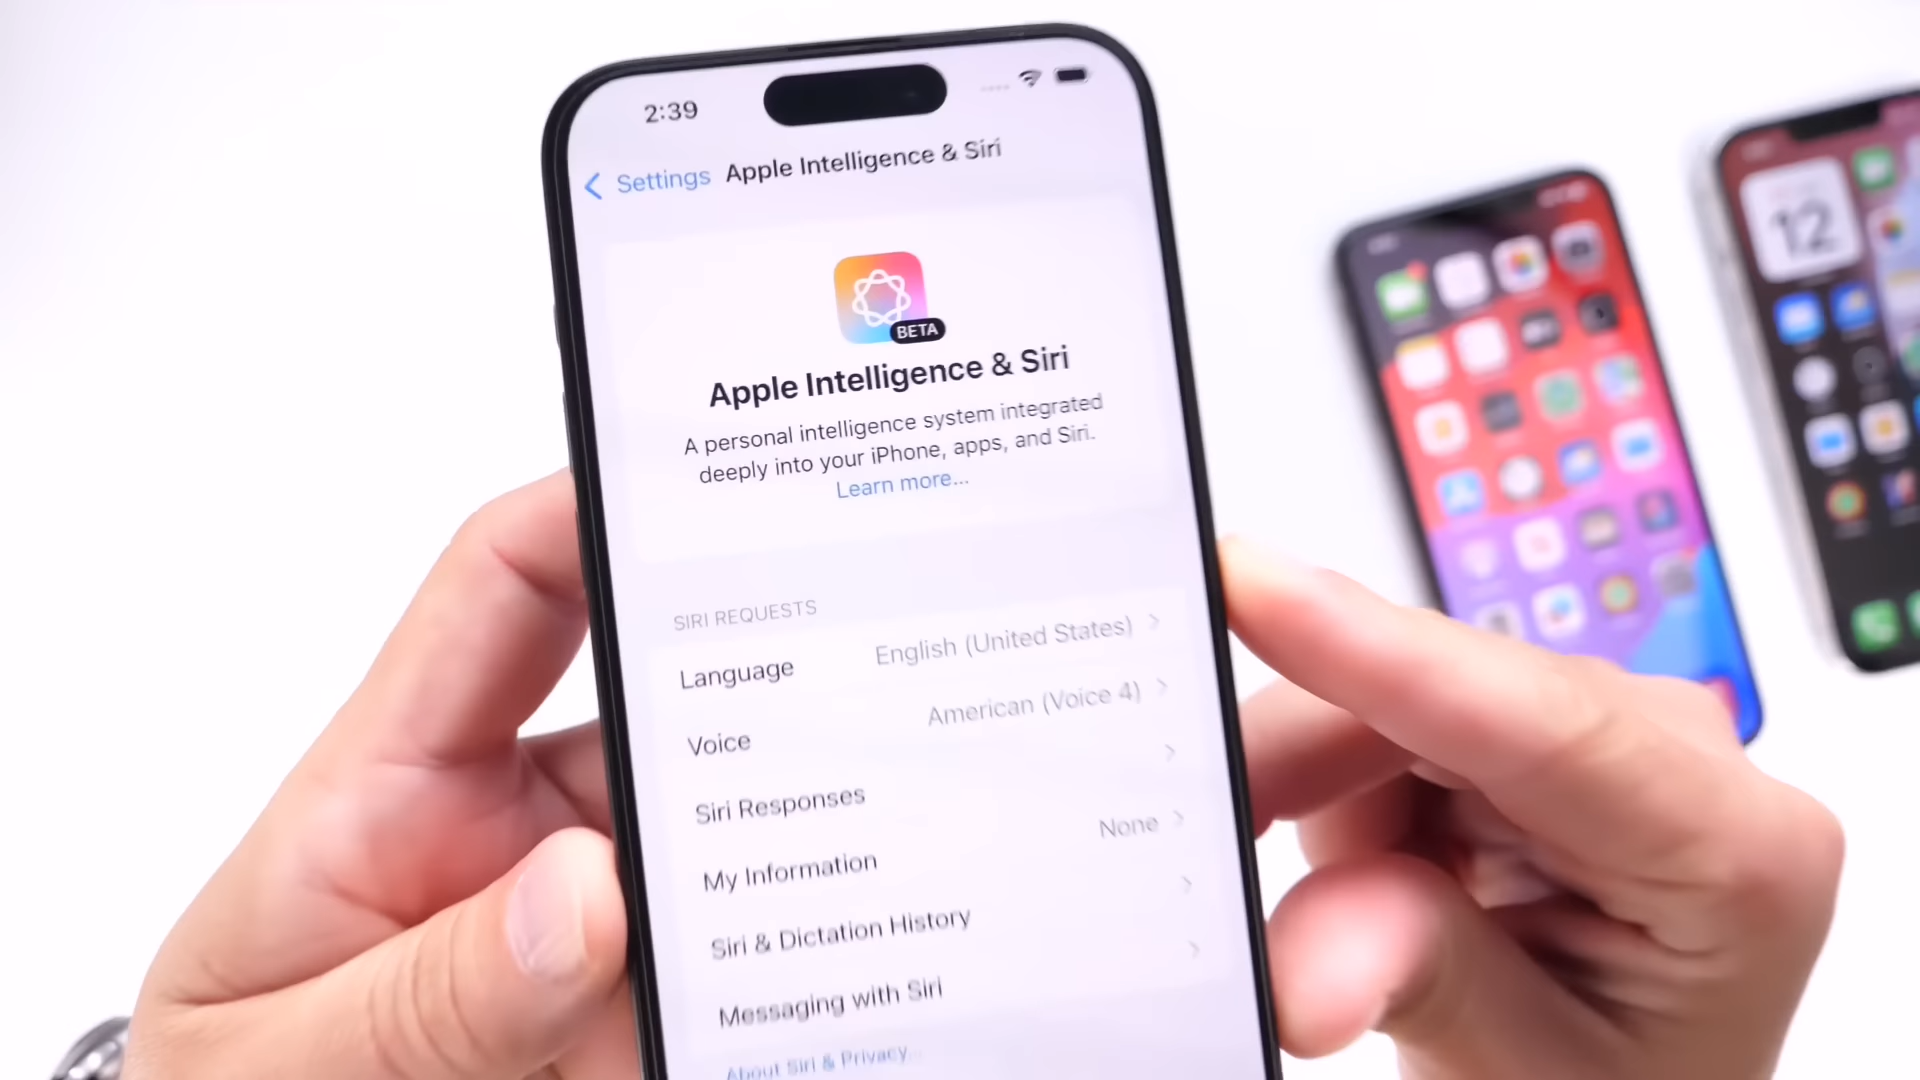 2:39
Settings Apple Intelligence & Siri
BETA
Apple Intelligence & Siri
A personal intelligence system integrated
deeply into your iPhone, apps, and Siri.
Learn more...
SIRI REQUESTS
Language English (United States)
Voice American (Voice 4)
Siri Responses
My Information None
Siri & Dictation History
Messaging with Siri
About Siri & Privacy...
12